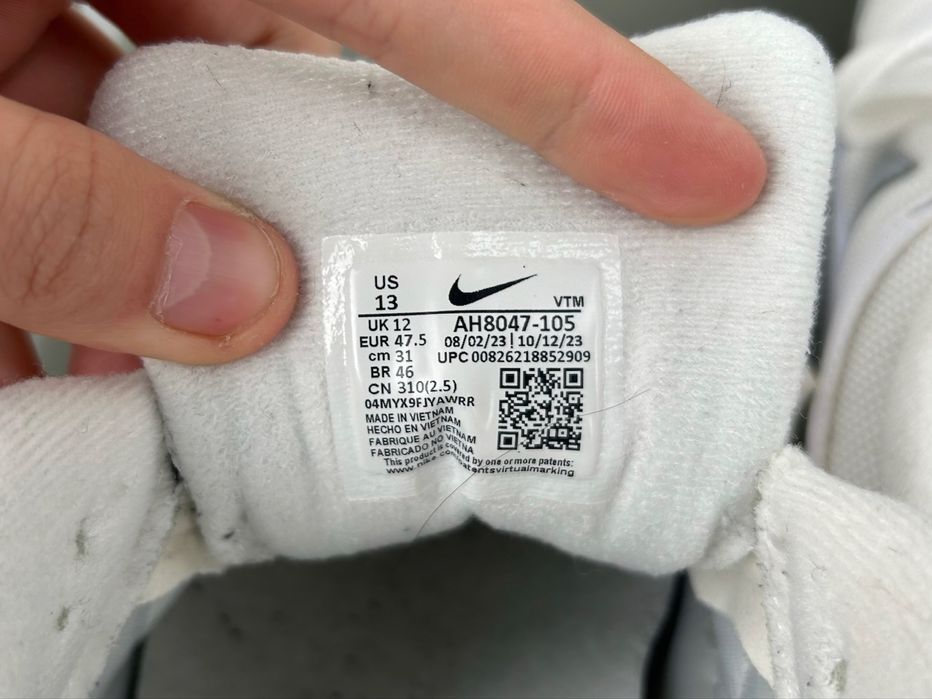 US
13
VTM
UK 12
EUR 47.5
cm 31
BR 46
CN 310(2.5)
04MYX9FJYAWRR
MADE IN VIETNAM
HECHO EN VIETNAM
FABRIQUE AU VIETNAM
FABRICADO NO VIETNA
AH8047-105
08/02/23 | 10/12/23
UPC 00826218852909
This product is covered by one or more patents:
www.nike.com/patentsvirtualmarking